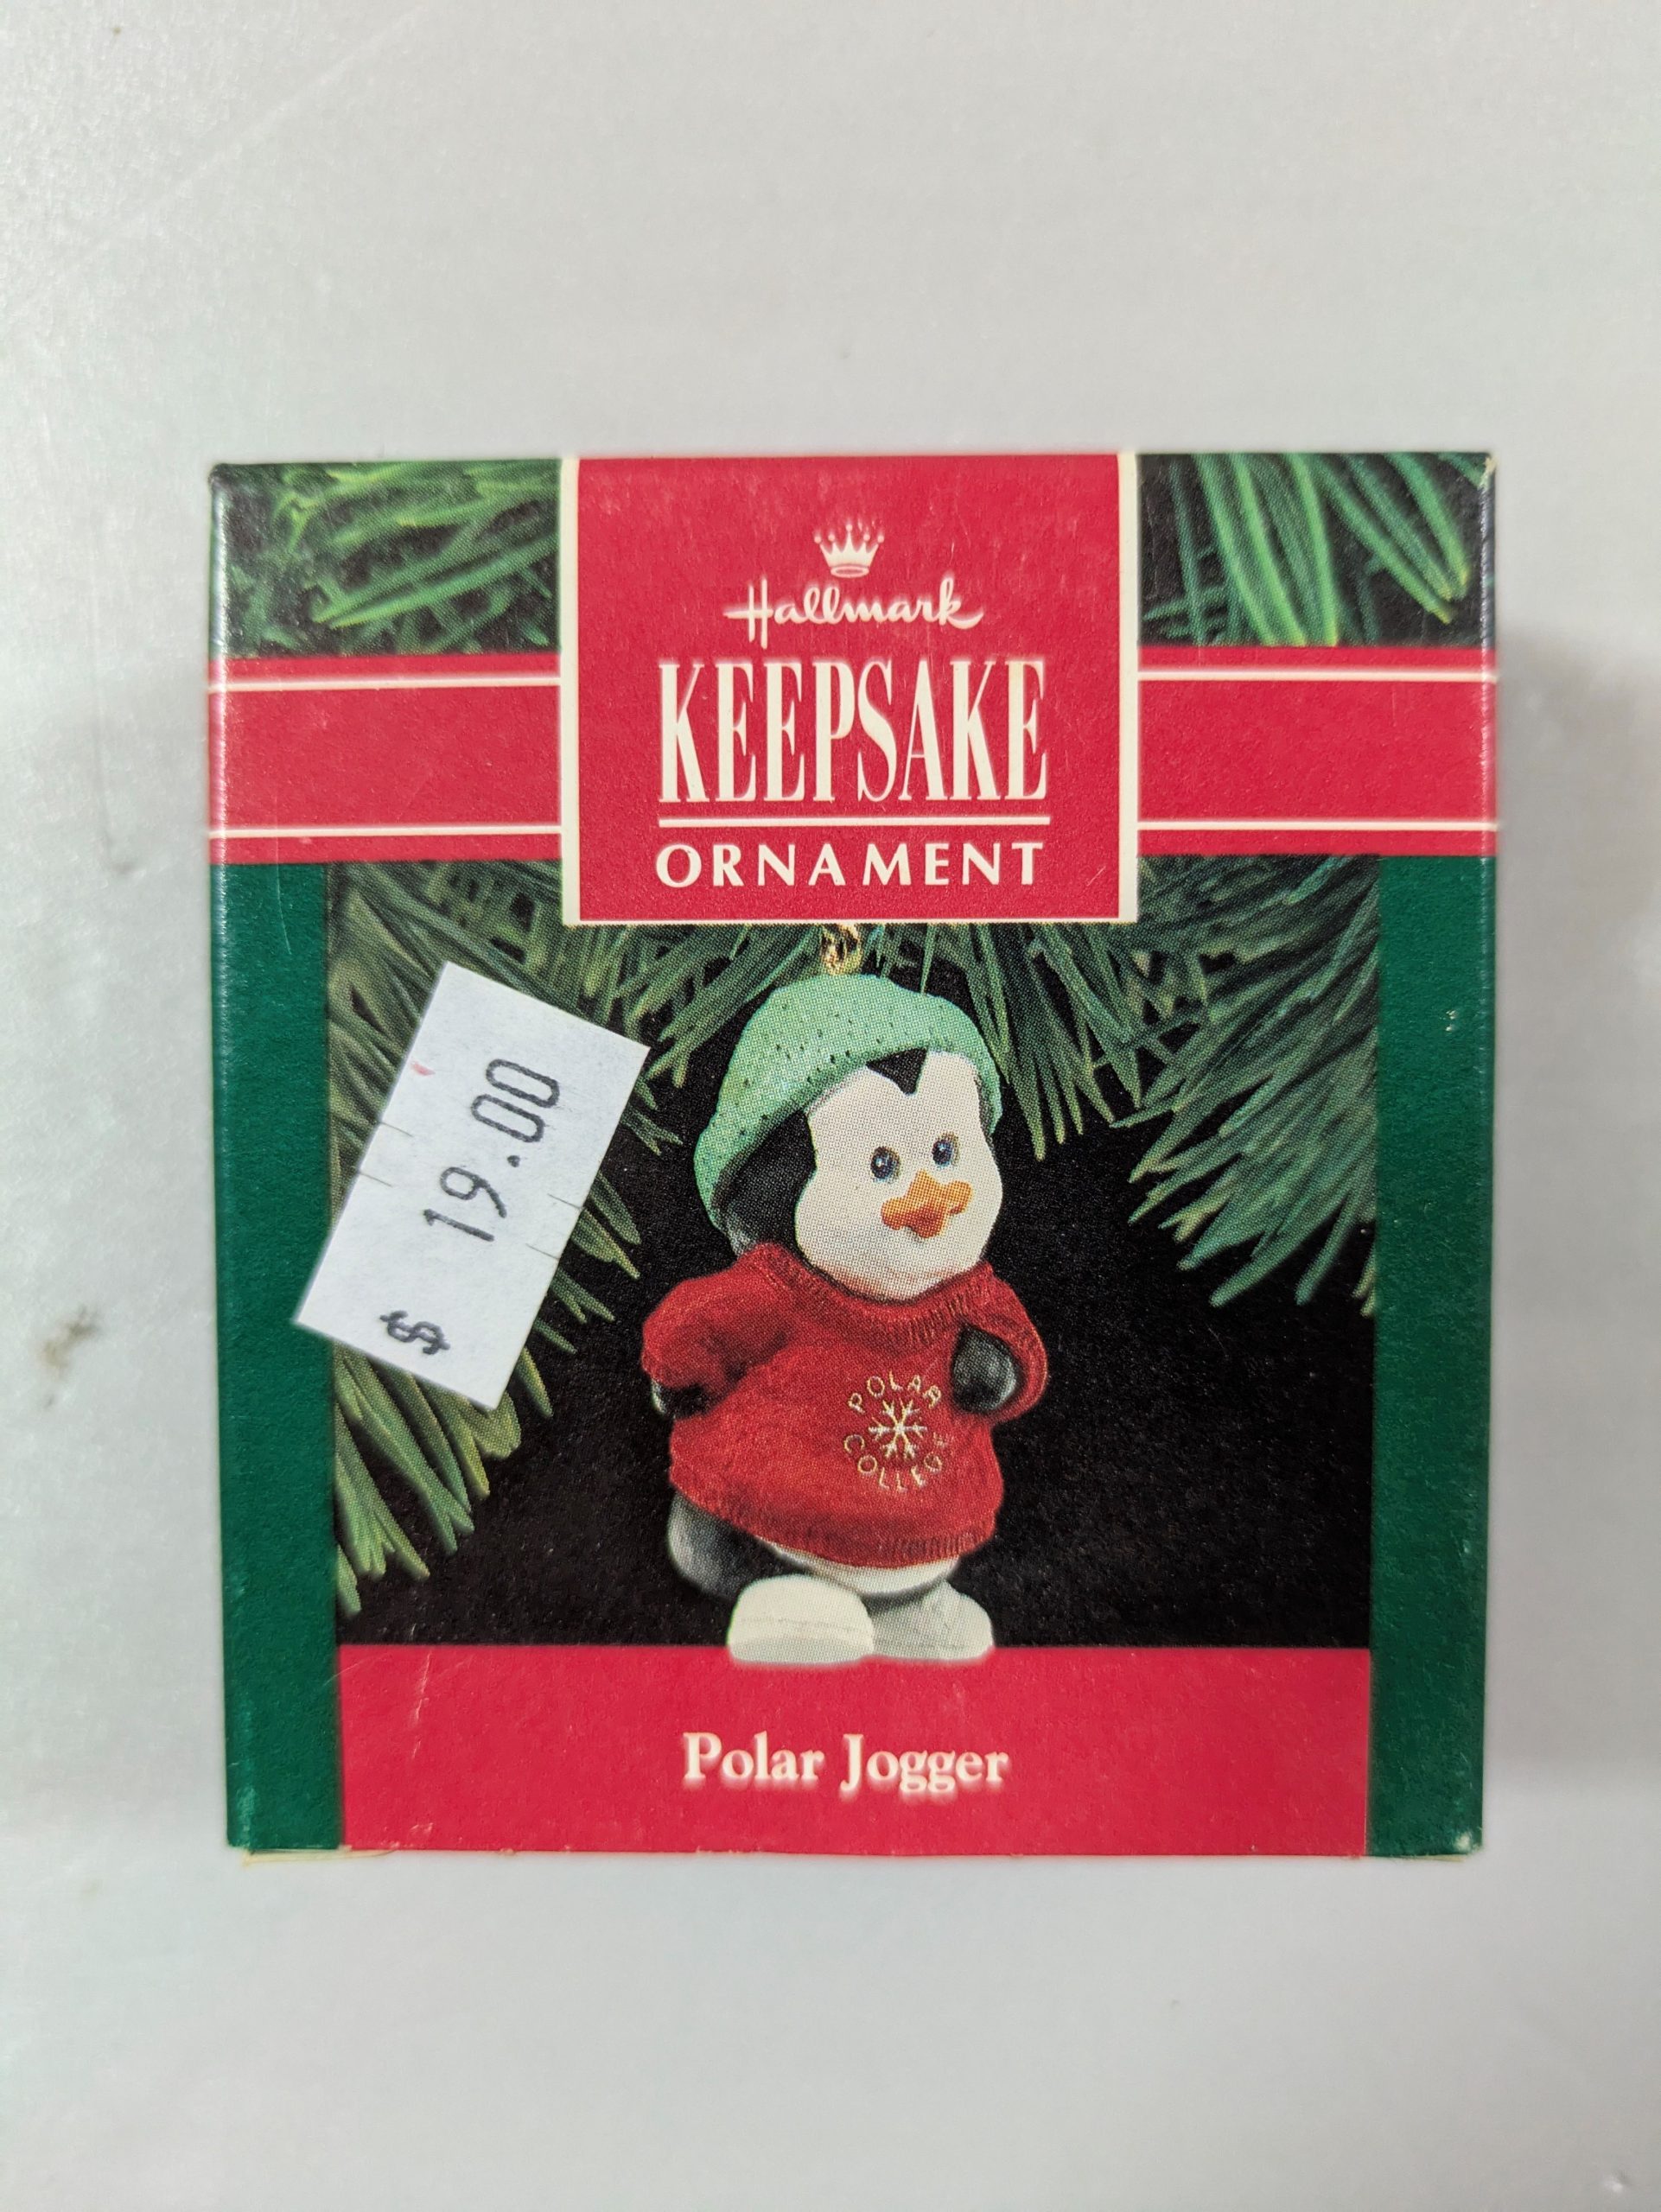 Hallmark
KEEPSAKE
ORNAMENT
$ 19.00
POLAR
COLLEGE
Polar Jogger